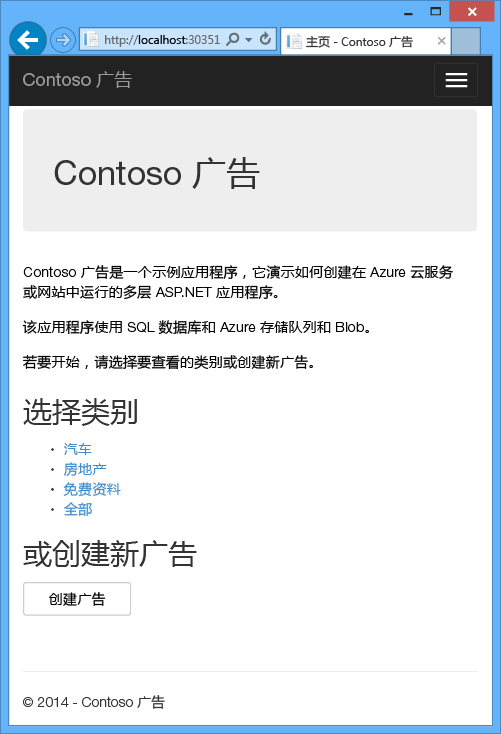 http://localhost:30351
主页 - Contoso 广告
Contoso 广告
Contoso 广告
Contoso 广告是一个示例应用程序，它演示如何创建在 Azure 云服务
或网站中运行的多层 ASP.NET 应用程序。
该应用程序使用 SQL 数据库和 Azure 存储队列和 Blob。
若要开始，请选择要查看的类别或创建新广告。
选择类别
• 汽车
• 房地产
• 免费资料
• 全部
或创建新广告
创建广告
© 2014 - Contoso 广告